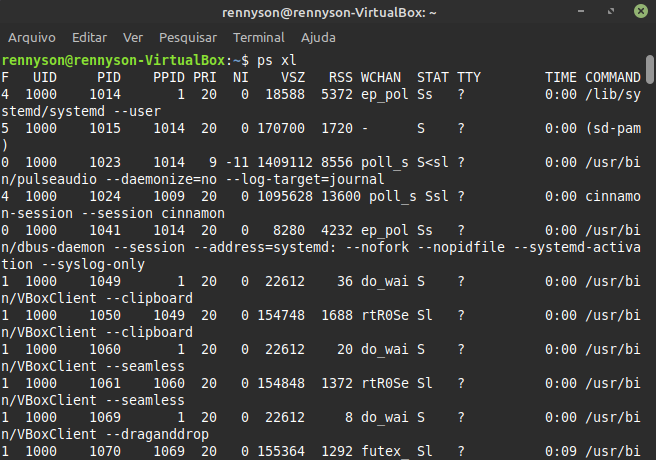 rennyson@rennyson-VirtualBox: ~
Arquivo Editar Ver Pesquisar Terminal Ajuda
rennyson@rennyson-VirtualBox:~$ ps xl
F   UID     PID    PPID PRI  NI    VSZ   RSS WCHAN  STAT TTY        TIME COMMAND
4  1000    1014       1  20   0  18588  5372 ep_pol Ss   ?          0:00 /lib/sy
stemd/systemd --user
5  1000    1015    1014  20   0 170700  1720 -      S    ?          0:00 (sd-pam
)
0  1000    1023    1014   9 -11 1409112 8556 poll_s S<sl ?          0:00 /usr/bi
n/pulseaudio --daemonize=no --log-target=journal
4  1000    1024    1009  20   0 1095628 13600 poll_s Ssl ?          0:00 cinnamo
n-session --session cinnamon
0  1000    1041    1014  20   0   8280  4232 ep_pol Ss   ?          0:00 /usr/bi
n/dbus-daemon --session --address=systemd: --nofork --nopidfile --systemd-activa
tion --syslog-only
1  1000    1049       1  20   0  22612    36 do_wai S    ?          0:00 /usr/bi
n/VBoxClient --clipboard
1  1000    1050    1049  20   0 154748  1688 rtR0Se Sl   ?          0:00 /usr/bi
n/VBoxClient --clipboard
1  1000    1060       1  20   0  22612    20 do_wai S    ?          0:00 /usr/bi
n/VBoxClient --seamless
1  1000    1061    1060  20   0 154848  1372 rtR0Se Sl   ?          0:00 /usr/bi
n/VBoxClient --seamless
1  1000    1069       1  20   0  22612     8 do_wai S    ?          0:00 /usr/bi
n/VBoxClient --draganddrop
1  1000    1070    1069  20   0 155364  1292 futex_ Sl   ?          0:09 /usr/bi